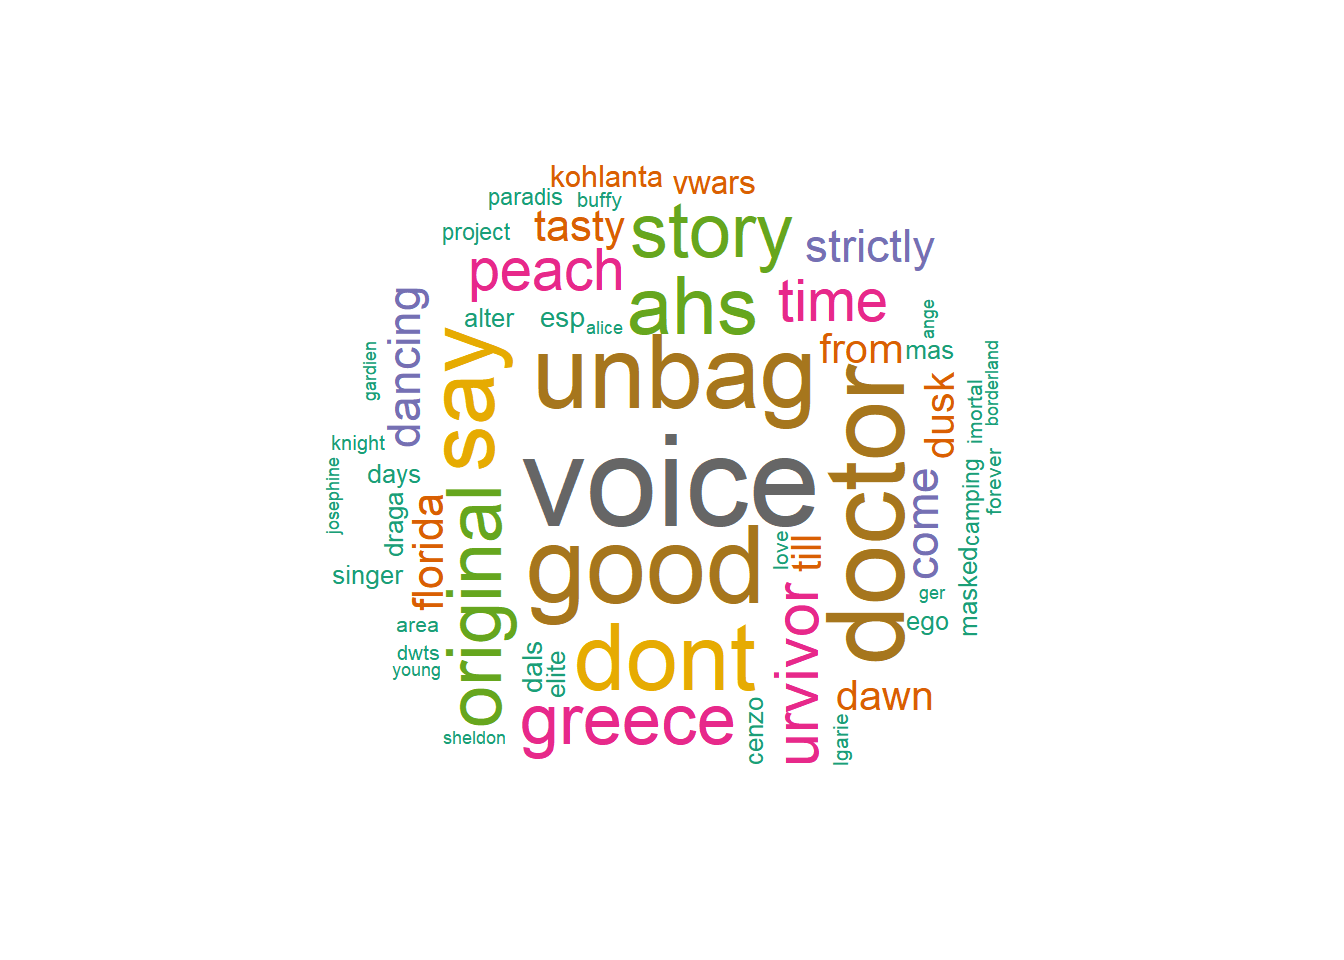 kohlanta
vwars
paradis
buffy
project
tasty
story
strictly
peach
ahs
time
dancing
alter
esp
alice
ange
gardien
say
unbag
from
mas
borderland
dusk
imortal
doctor
knight
voice
days
josephine
draga
florida
original
come
camping
forever
singer
good
love
till
masked
ger
ego
area
dwts
young
dals
elite
dont
urvivor
dawn
sheldon
greece
cenzo
lgarie